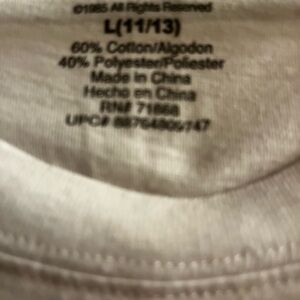 ©1985 All Rights Reserved
L(11/13)
60% Cotton/Algodon
40% Polyester/Poliester
Made in China
Hecho en China
RN# 71868
UPC#